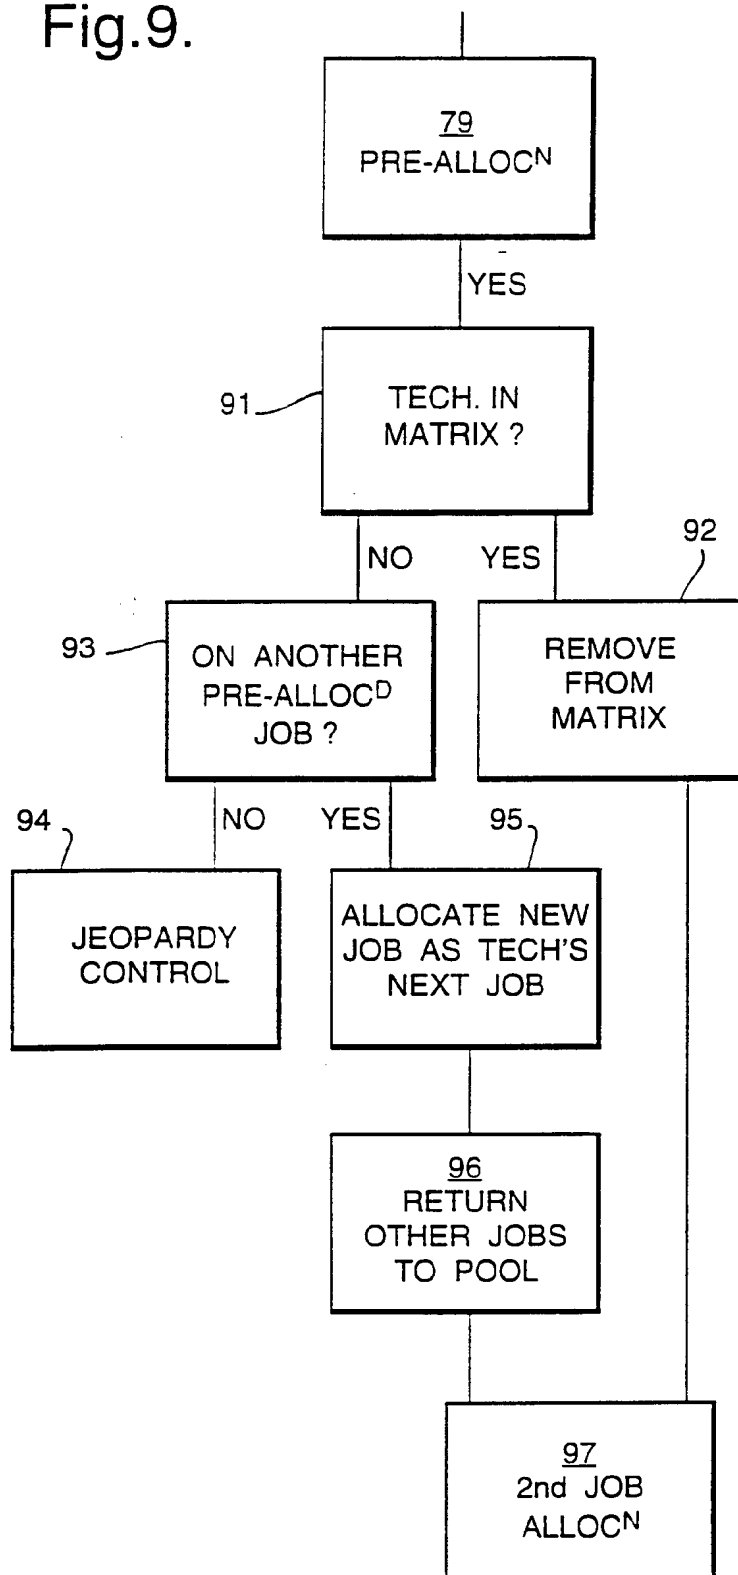 Fig.9.
79
PRE-ALLOCᴺ
YES
91
TECH. IN
MATRIX ?
NO
YES
92
93
ON ANOTHER
PRE-ALLOCᴰ
JOB ?
REMOVE
FROM
MATRIX
94
NO
YES
95
JEOPARDY
CONTROL
ALLOCATE NEW
JOB AS TECH'S
NEXT JOB
96
RETURN
OTHER JOBS
TO POOL
97
2nd JOB
ALLOCᴺ